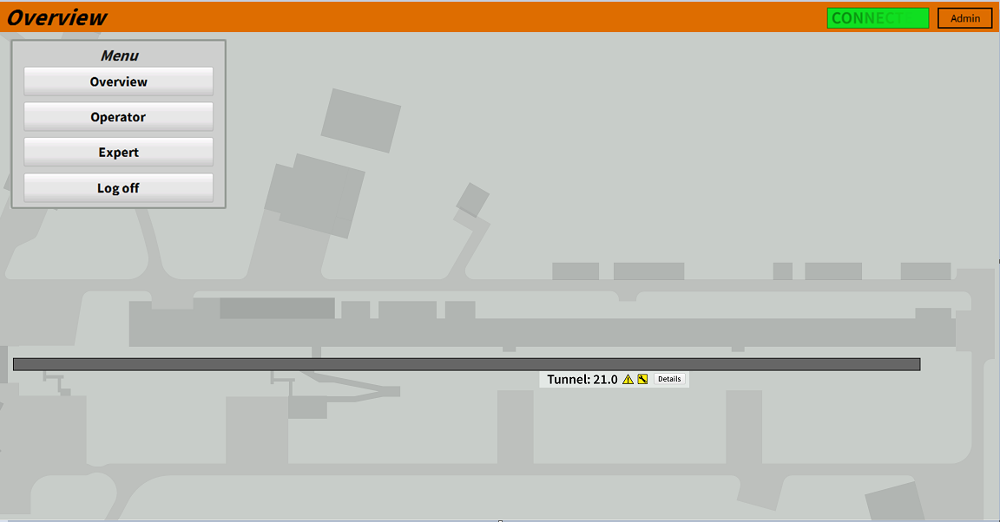 Overview
CONNECT
Admin
Menu
Overview
Operator
Expert
Log off
Tunnel: 21.0
Details